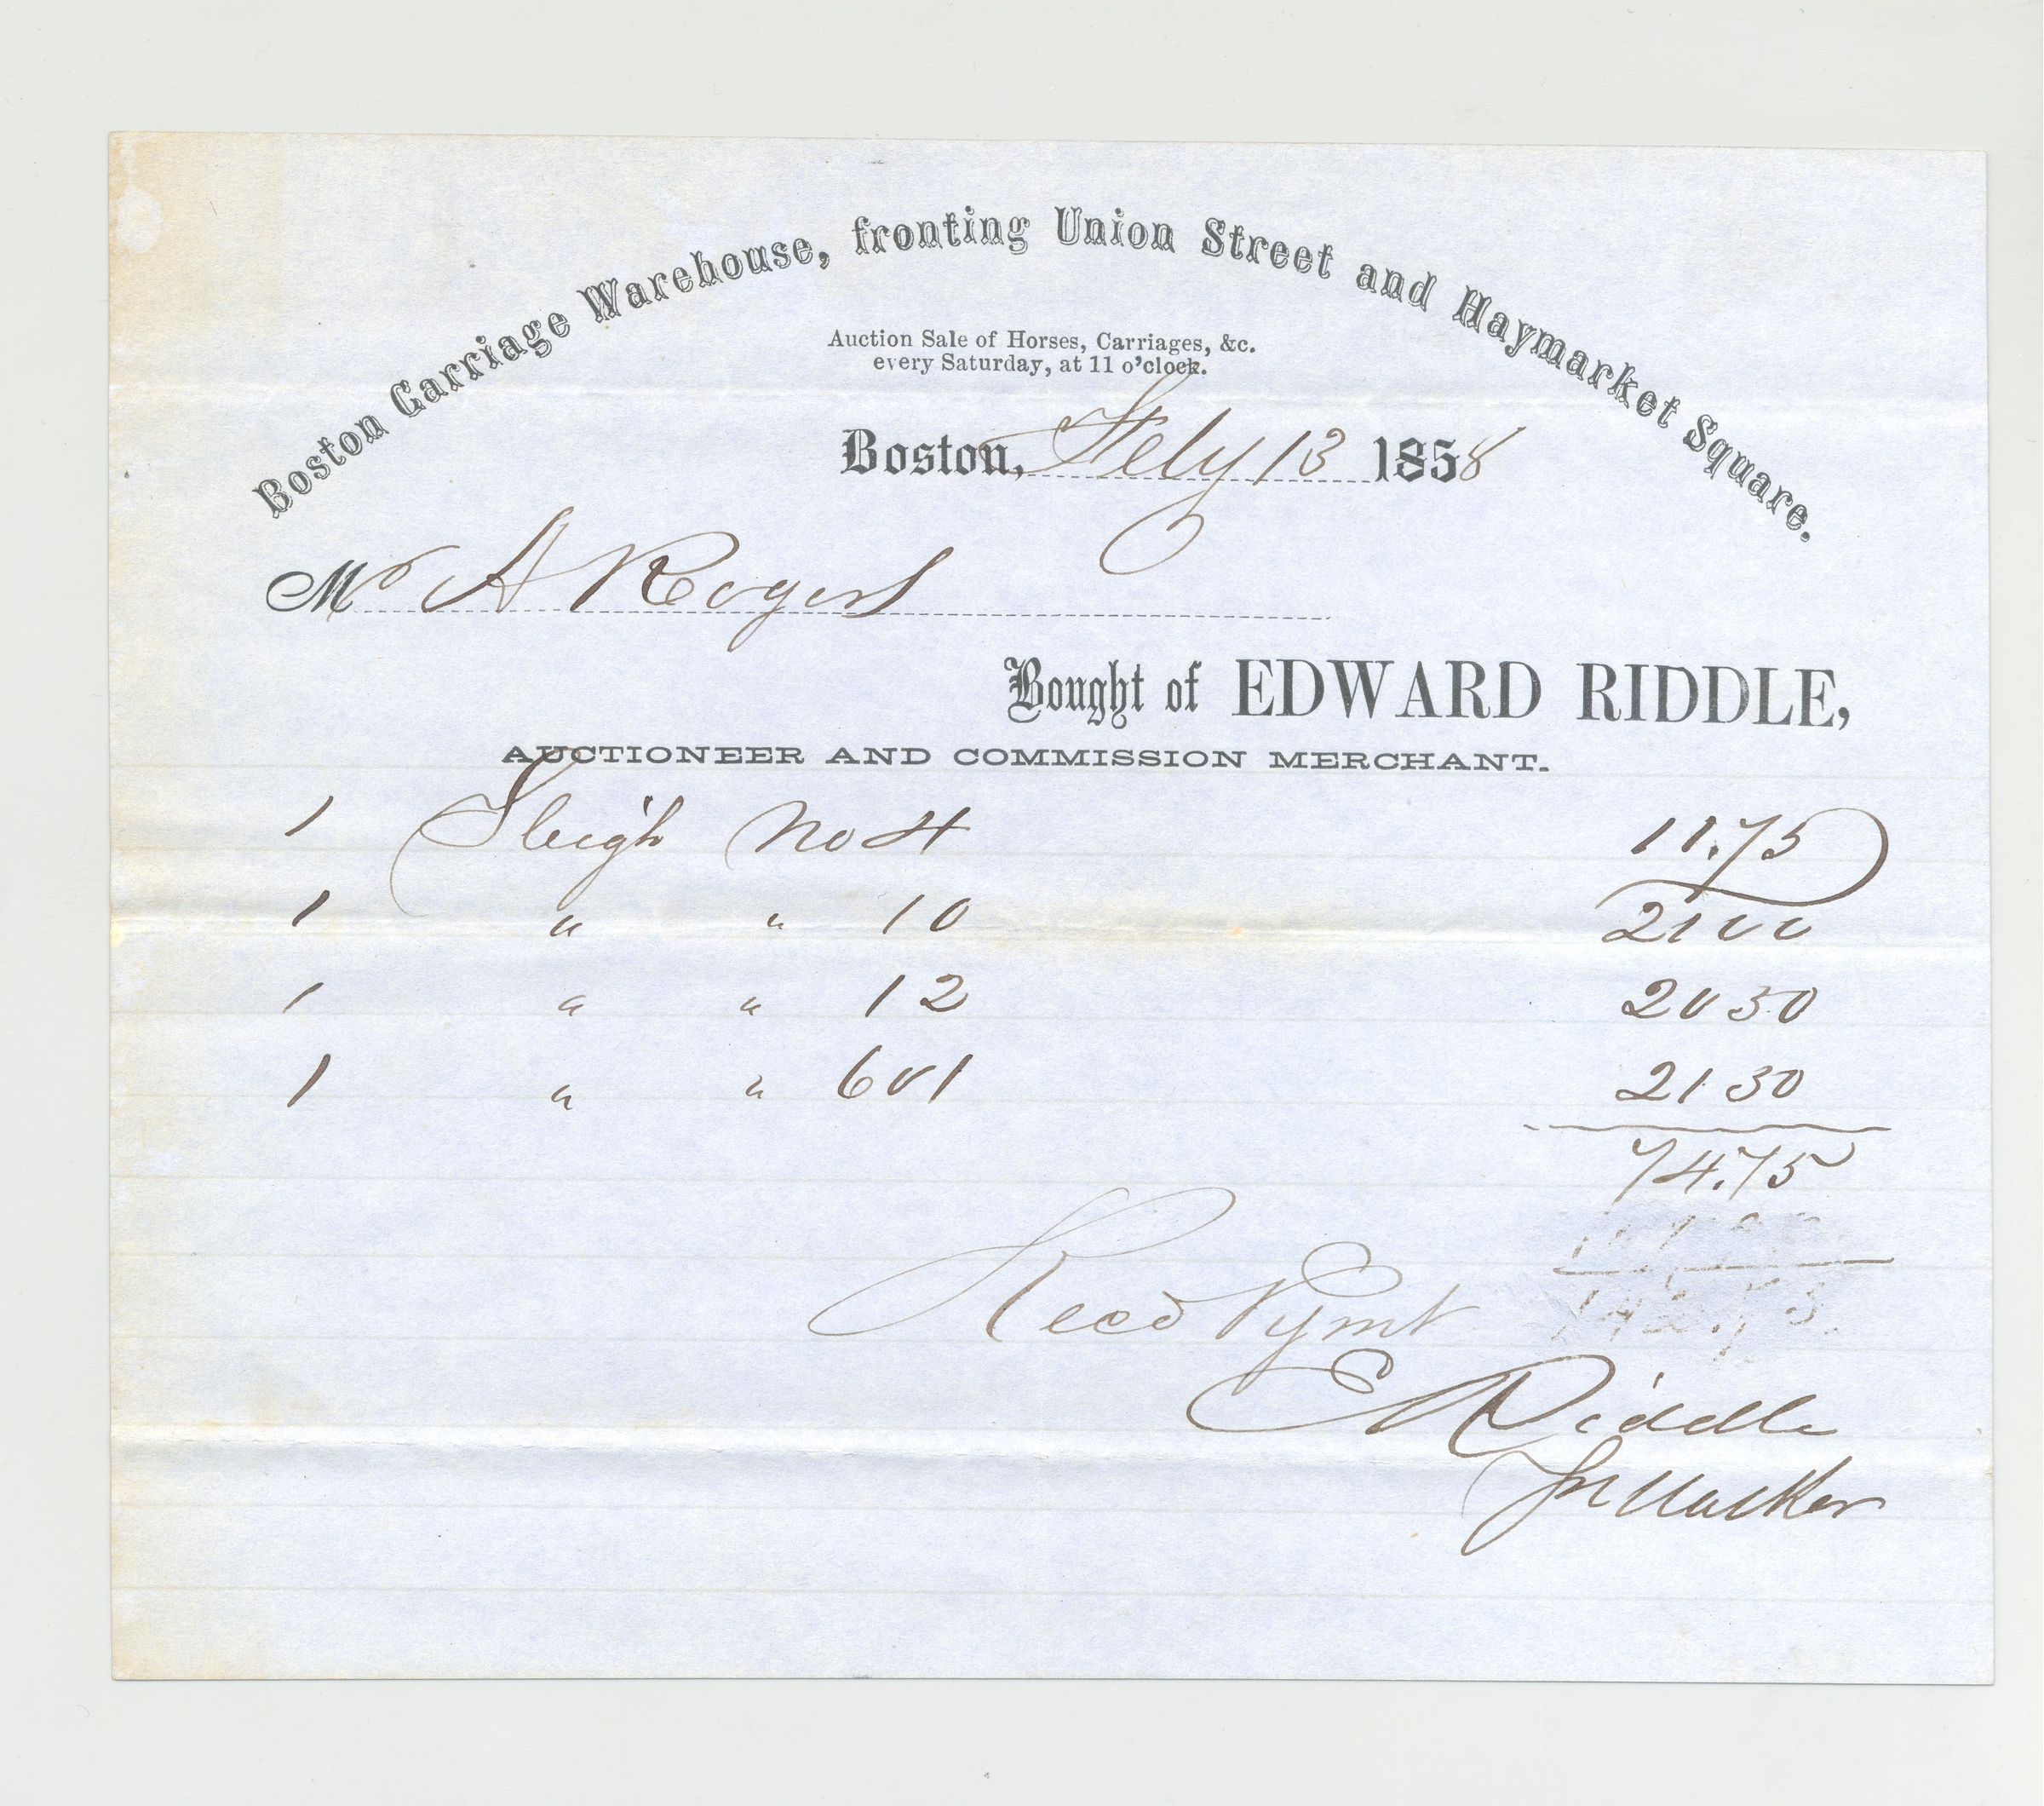 Boston Carriage Warehouse, fronting Union Street and Haymarket Square.
Auction Sale of Horses, Carriages, &c.
every Saturday, at 11 o'clock.
Boston, Feby 13 1858
Mr A Rogers
Bought of EDWARD RIDDLE,
AUCTIONEER AND COMMISSION MERCHANT.
1 Sleigh No 4 11.75
1 " " 10 21 00
1 " " 12 20 50
1 " " 601 21 50
74.75
Recd Pymt
E Riddle